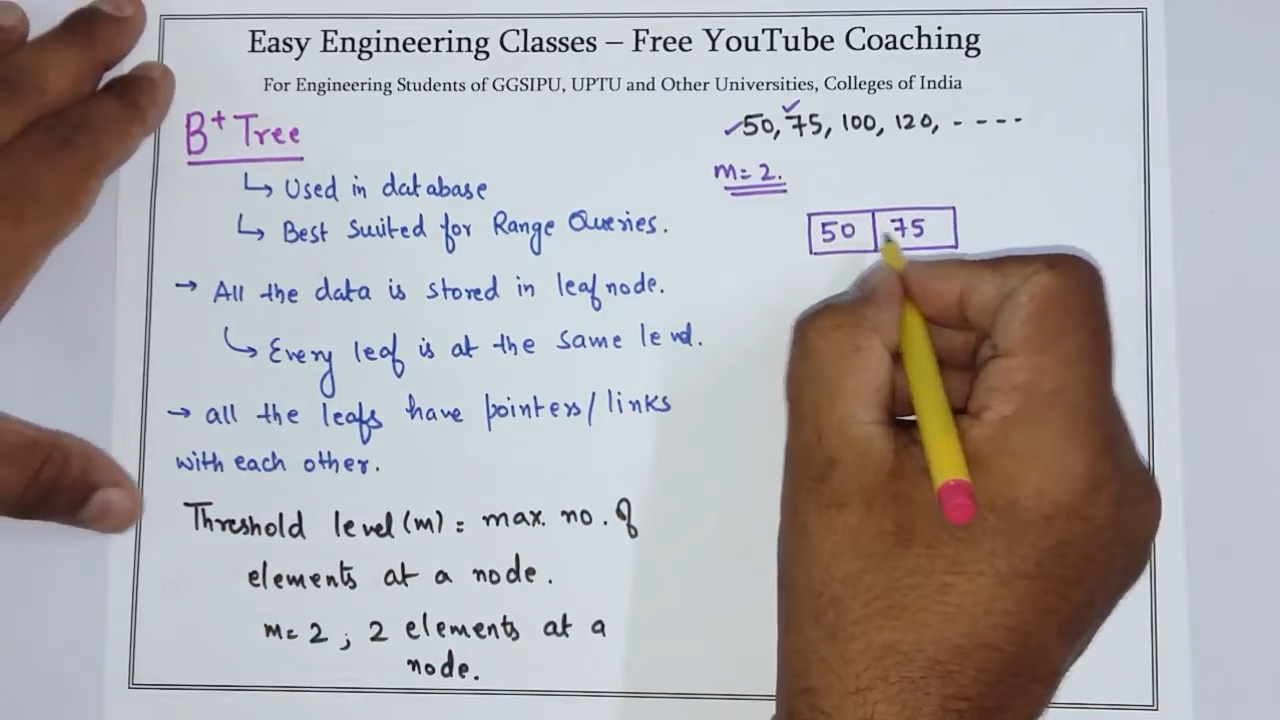 Easy Engineering Classes – Free YouTube Coaching
For Engineering Students of GGSIPU, UPTU and Other Universities, Colleges of India
B+ Tree
↳ Used in database
↳ Best Suited for Range Queries.
→ All the data is stored in leaf node.
↳ Every leaf is at the same level.
→ all the leafs have pointers/links
with each other.
Threshold level (m) = max. no. of
elements at a node.
m= 2 ; 2 elements at a
node.
✓50, ✓75, 100, 120, - - - -
m= 2.
50 75